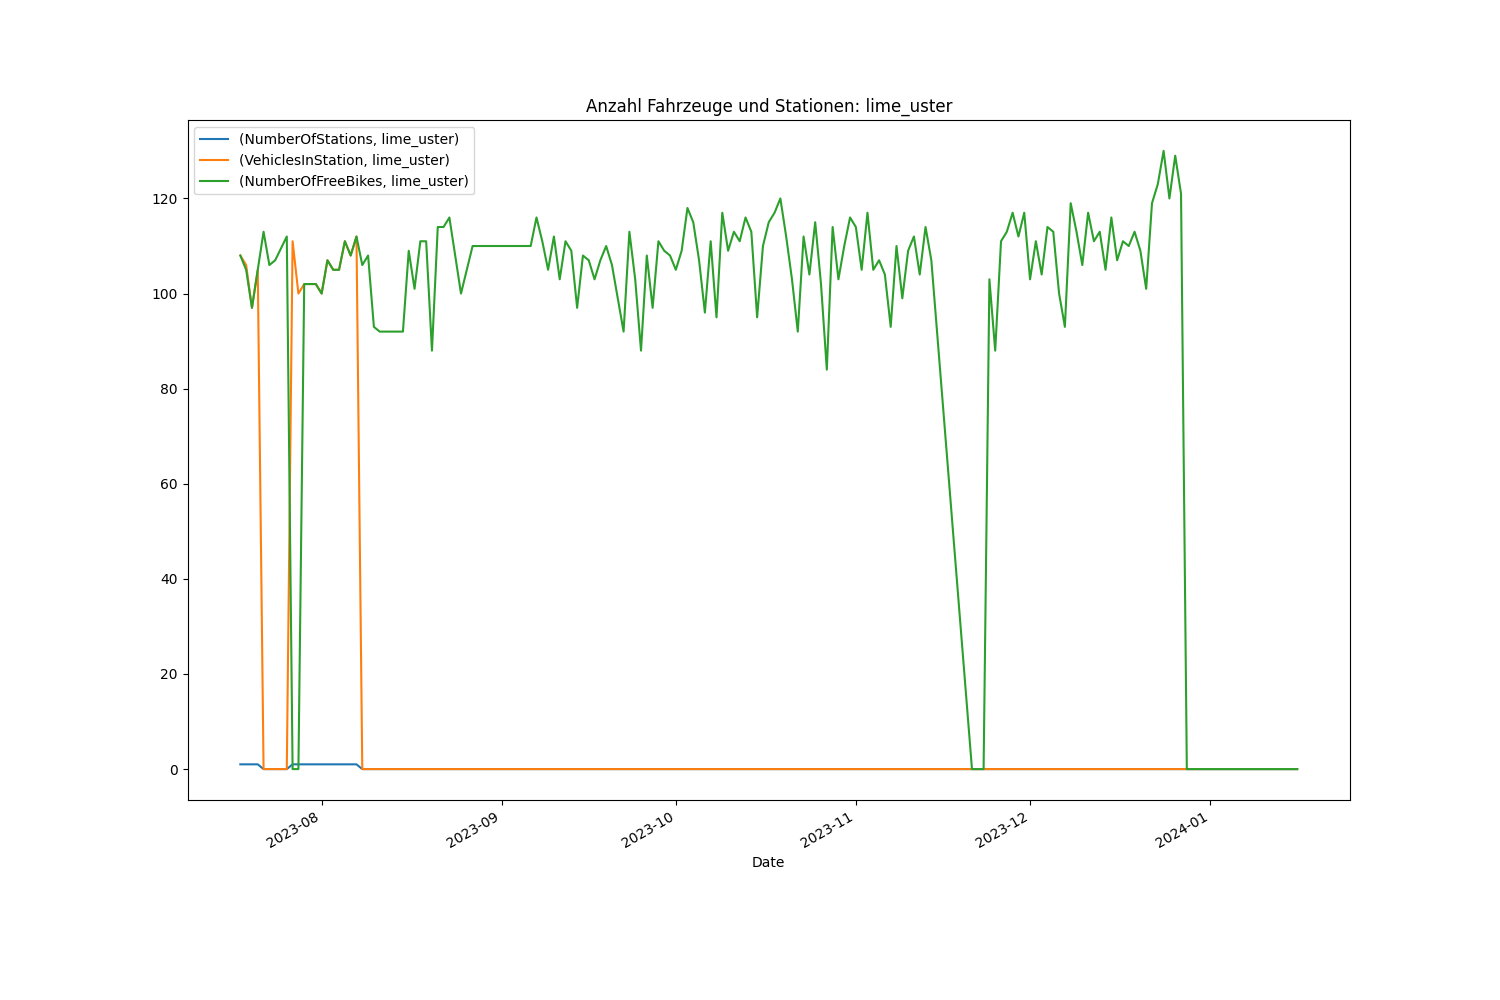 Anzahl Fahrzeuge und Stationen: lime_uster
(NumberOfStations, lime_uster)
(VehiclesInStation, lime_uster)
(NumberOfFreeBikes, lime_uster)
120
100
80
60
40
20
0
2023-08
2023-09
2023-10
2023-11
2023-12
2024-01
Date